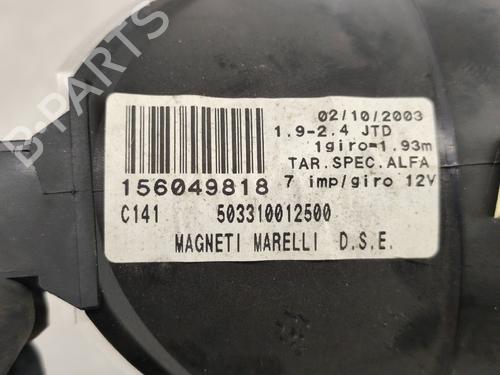 02/10/2003
1.9-2.4 JTD
1giro=1.93m
TAR.SPEC.ALFA
156049818 7 imp/giro 12V
C141 503310012500
MAGNETI MARELLI D.S.E.
B-PARTS